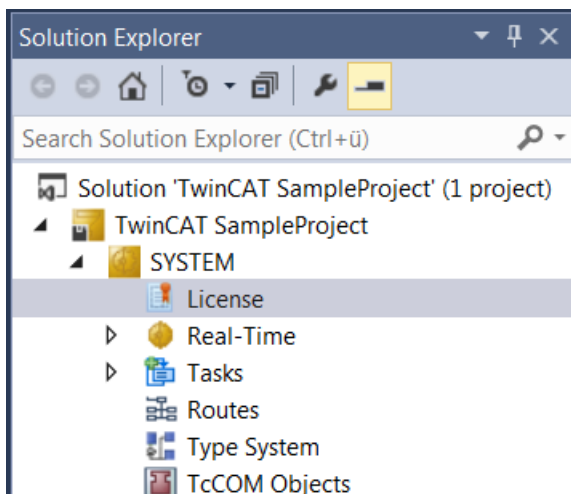 Solution Explorer
Search Solution Explorer (Ctrl+ü)
Solution 'TwinCAT SampleProject' (1 project)
TwinCAT SampleProject
SYSTEM
License
Real-Time
Tasks
Routes
Type System
TcCOM Objects